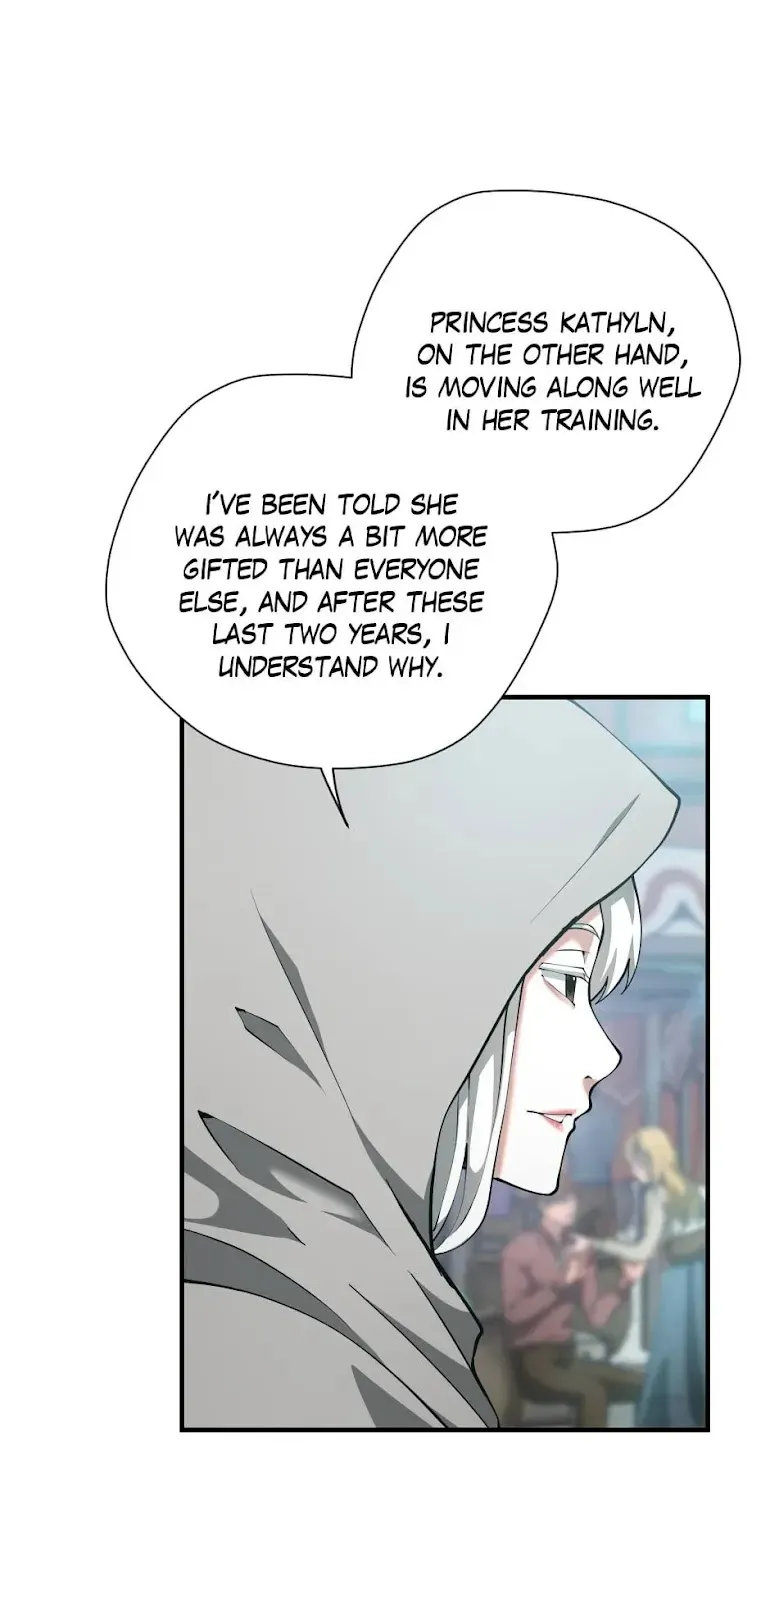 PRINCESS KATHYLN,
ON THE OTHER HAND,
IS MOVING ALONG WELL
IN HER TRAINING.
I'VE BEEN TOLD SHE
WAS ALWAYS A BIT MORE
GIFTED THAN EVERYONE
ELSE, AND AFTER THESE
LAST TWO YEARS, I
UNDERSTAND WHY.